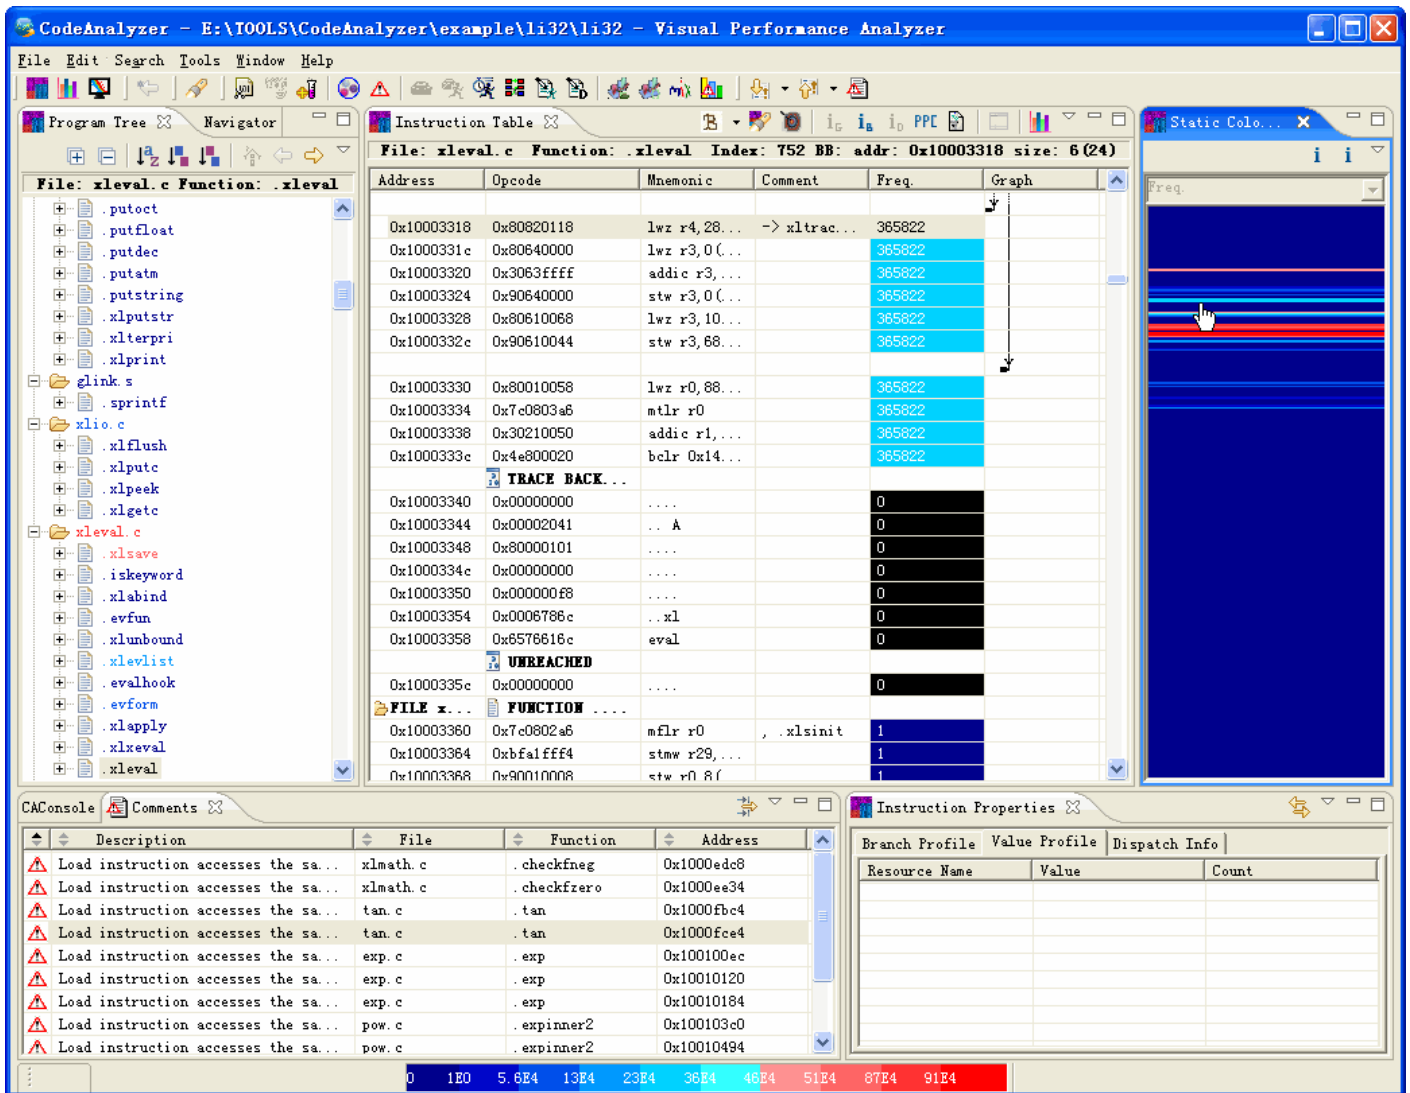 CodeAnalyzer - E:\TOOLS\CodeAnalyzer\example\li32\li32 - Visual Performance Analyzer
File Edit Search Tools Window Help
Program Tree
Navigator
File: xleval.c Function: .xleval
.putoct
.putfloat
.putdec
.putatm
.putstring
.xlputstr
.xlterpri
.xlprint
glink.s
.sprintf
xlio.c
.xlflush
.xlputc
.xlpeek
.xlgetc
xleval.c
.xlsave
.iskeyword
.xlabind
.evfun
.xlunbound
.xlevlist
.evalhook
.evform
.xlapply
.xlxeval
.xleval
Instruction Table
PPC
File: xleval.c Function: .xleval Index: 752 BB: addr: 0x10003318 size: 6(24)
Address Opcode Mnemonic Comment Freq. Graph
0x10003318 0x80820118 lwz r4,28... -> xltrac... 365822
0x1000331c 0x80640000 lwz r3,0(... 365822
0x10003320 0x3063ffff addic r3,... 365822
0x10003324 0x90640000 stw r3,0(... 365822
0x10003328 0x80610068 lwz r3,10... 365822
0x1000332c 0x90610044 stw r3,68... 365822
0x10003330 0x80010058 lwz r0,88... 365822
0x10003334 0x7c0803a6 mtlr r0 365822
0x10003338 0x30210050 addic r1,... 365822
0x1000333c 0x4e800020 bclr 0x14... 365822
TRACE BACK...
0x10003340 0x00000000 .... 0
0x10003344 0x00002041 .. A 0
0x10003348 0x80000101 .... 0
0x1000334c 0x00000000 .... 0
0x10003350 0x000000f8 .... 0
0x10003354 0x0006786c ..xl 0
0x10003358 0x6576616c eval 0
UNREACHED
0x1000335c 0x00000000 .... 0
FILE x... FUNCTION ....
0x10003360 0x7c0802a6 mflr r0 , .xlsinit 1
0x10003364 0xbfa1fff4 stmw r29,... 1
0x10003368 0x90010008 stw r0,8( 1
Static Colo...
Freq.
CAConsole
Comments
Description File Function Address
Load instruction accesses the sa... xlmath.c .checkfneg 0x1000edc8
Load instruction accesses the sa... xlmath.c .checkfzero 0x1000ee34
Load instruction accesses the sa... tan.c .tan 0x1000fbc4
Load instruction accesses the sa... tan.c .tan 0x1000fce4
Load instruction accesses the sa... exp.c .exp 0x100100ec
Load instruction accesses the sa... exp.c .exp 0x10010120
Load instruction accesses the sa... exp.c .exp 0x10010184
Load instruction accesses the sa... pow.c .expinner2 0x100103c0
Load instruction accesses the sa... pow.c .expinner2 0x10010494
Instruction Properties
Branch Profile Value Profile Dispatch Info
Resource Name Value Count
0 1E0 5.6E4 13E4 23E4 36E4 46E4 51E4 87E4 91E4